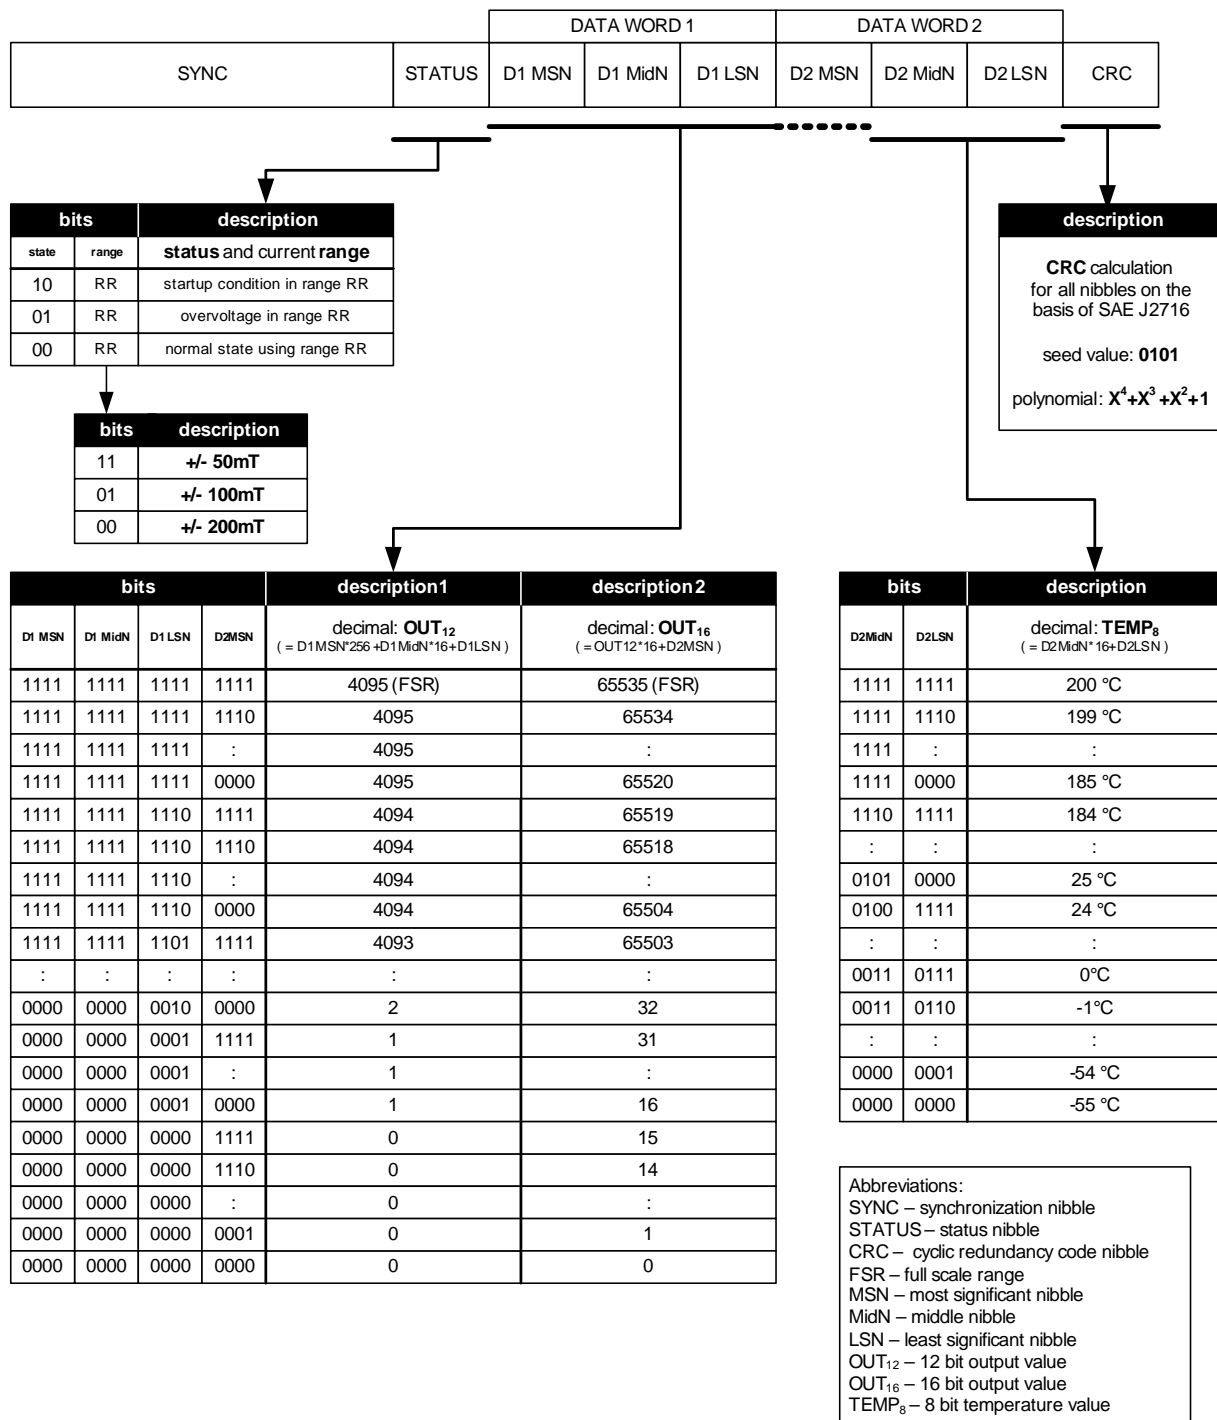 DATA WORD 1 DATA WORD 2
SYNC STATUS D1 MSN D1 MidN D1 LSN D2 MSN D2 MidN D2 LSN CRC
bits description
state range status and current range
10 RR startup condition in range RR
01 RR overvoltage in range RR
00 RR normal state using range RR
bits description
11 +/- 50mT
01 +/- 100mT
00 +/- 200mT
description
CRC calculation
for all nibbles on the
basis of SAE J2716
seed value: 0101
polynomial: X⁴+X³+X²+1
bits description1 description2
D1 MSN D1 MidN D1 LSN D2MSN decimal: OUT₁₂ decimal: OUT₁₆
( = D1MSN*256 +D1MidN*16+D1LSN ) ( =OUT12*16+D2MSN )
1111 1111 1111 1111 4095 (FSR) 65535 (FSR)
1111 1111 1111 1110 4095 65534
1111 1111 1111 : 4095 :
1111 1111 1111 0000 4095 65520
1111 1111 1110 1111 4094 65519
1111 1111 1110 1110 4094 65518
1111 1111 1110 : 4094 :
1111 1111 1110 0000 4094 65504
1111 1111 1101 1111 4093 65503
: : : : : :
0000 0000 0010 0000 2 32
0000 0000 0001 1111 1 31
0000 0000 0001 : 1 :
0000 0000 0001 0000 1 16
0000 0000 0000 1111 0 15
0000 0000 0000 1110 0 14
0000 0000 0000 : 0 :
0000 0000 0000 0001 0 1
0000 0000 0000 0000 0 0
bits description
D2MidN D2LSN decimal: TEMP₈
( = D2MidN*16+D2LSN )
1111 1111 200 °C
1111 1110 199 °C
1111 : :
1111 0000 185 °C
1110 1111 184 °C
: : :
0101 0000 25 °C
0100 1111 24 °C
: : :
0011 0111 0°C
0011 0110 -1°C
: : :
0000 0001 -54 °C
0000 0000 -55 °C
Abbreviations:
SYNC – synchronization nibble
STATUS – status nibble
CRC – cyclic redundancy code nibble
FSR – full scale range
MSN – most significant nibble
MidN – middle nibble
LSN – least significant nibble
OUT₁₂ – 12 bit output value
OUT₁₆ – 16 bit output value
TEMP₈ – 8 bit temperature value